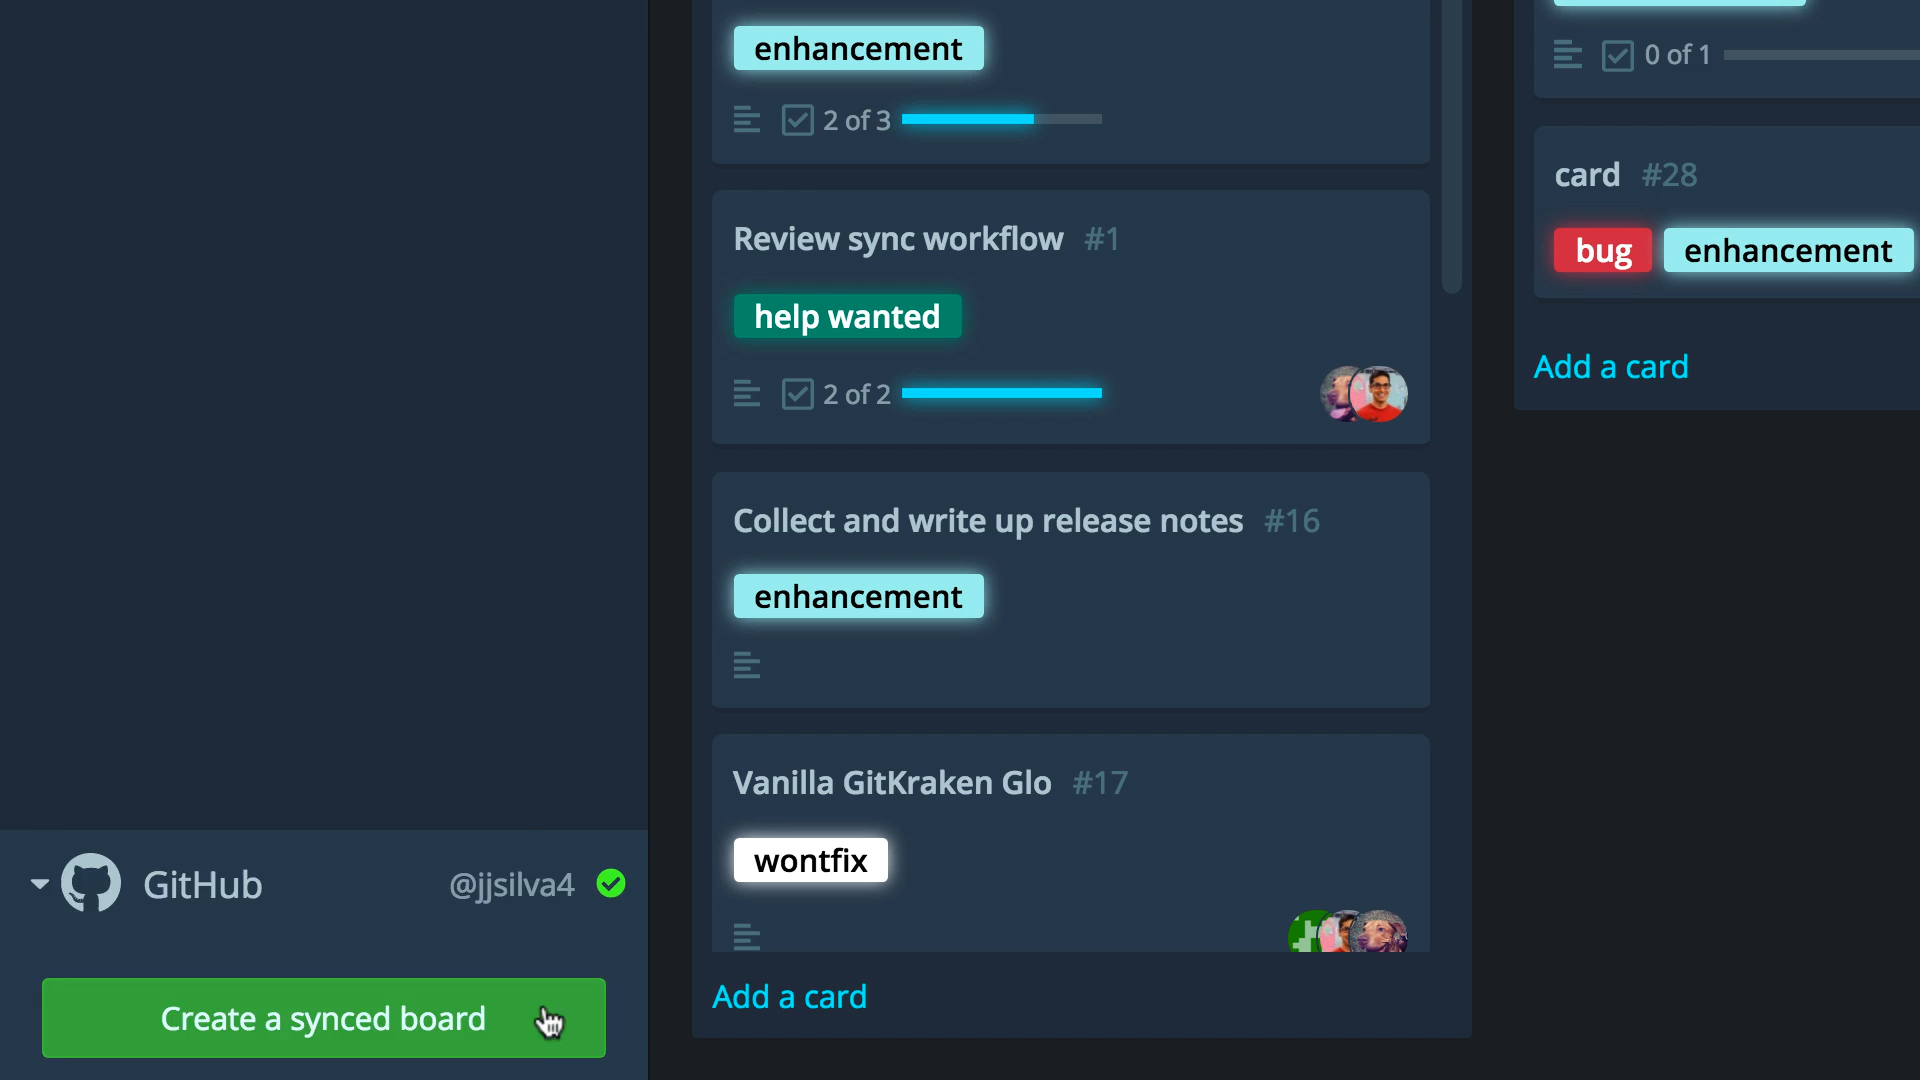 enhancement
2 of 3
Review sync workflow #1
help wanted
2 of 2
Collect and write up release notes #16
enhancement
Vanilla GitKraken Glo #17
wontfix
Add a card
0 of 1
card #28
bug enhancement
Add a card
GitHub @jjsilva4
Create a synced board